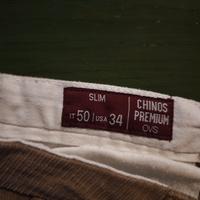 SLIM
IT 50 | USA 34
CHINOS
PREMIUM
OVS